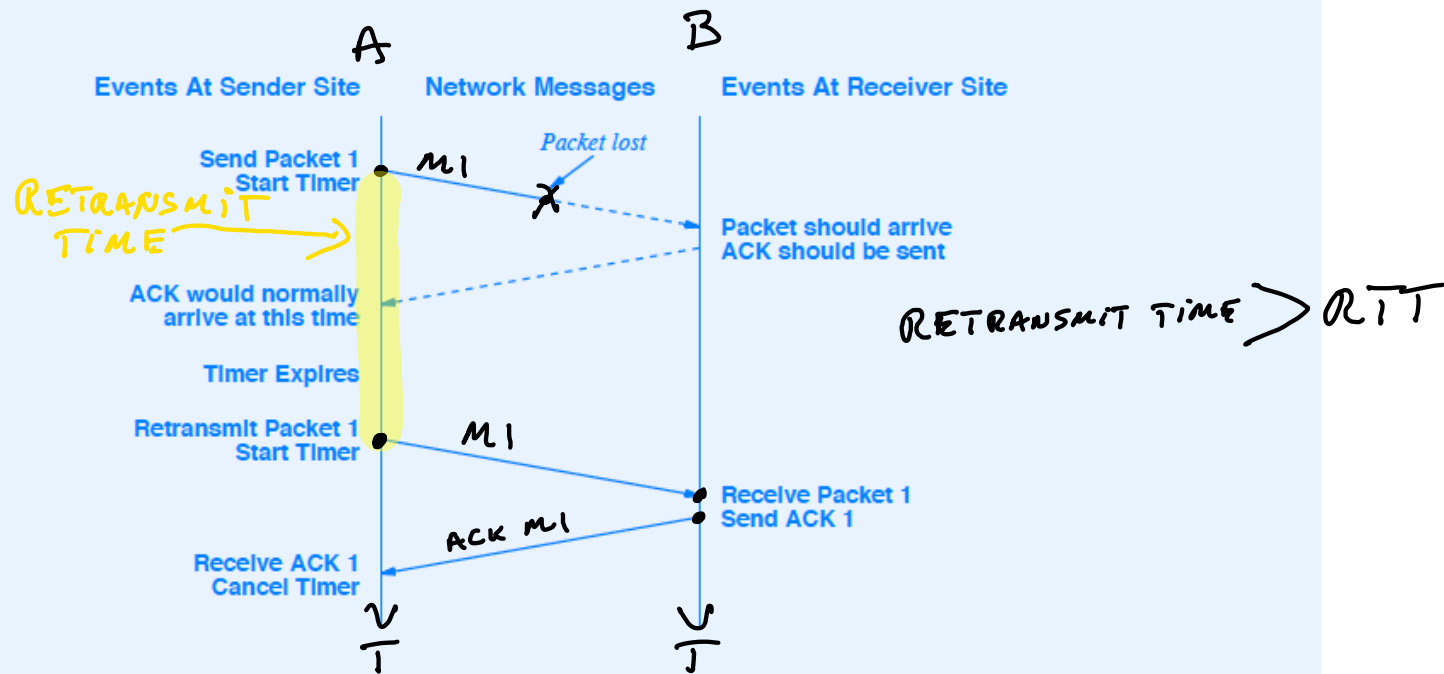 A
B
Events At Sender Site
Network Messages
Events At Receiver Site
Packet lost
Send Packet 1
Start Timer
M1
RETRANSMIT
TIME
Packet should arrive
ACK should be sent
ACK would normally
arrive at this time
RETRANSMIT TIME > RTT
Timer Expires
Retransmit Packet 1
Start Timer
M1
Receive Packet 1
Send ACK 1
ACK M1
Receive ACK 1
Cancel Timer
T
T